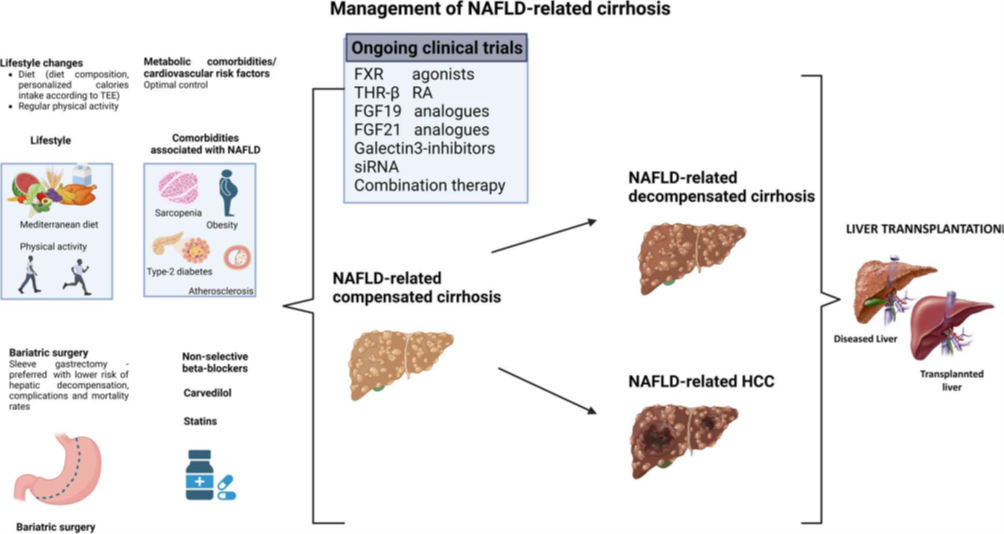 Management of NAFLD-related cirrhosis
Lifestyle changes
• Diet (diet composition,
personalized calories
intake according to TEE)
• Regular physical activity
Metabolic comorbidities/
cardiovascular risk factors
Optimal control
Lifestyle
Mediterranean diet
Physical activity
Comorbidities
associated with NAFLD
Sarcopenia
Obesity
Type-2 diabetes
Atherosclerosis
Bariatric surgery
Sleeve gastrectomy -
preferred with lower risk of
hepatic decompensation,
complications and mortality
rates
Bariatric surgery
Non-selective
beta-blockers
Carvedilol
Statins
Ongoing clinical trials
FXR agonists
THR-β RA
FGF19 analogues
FGF21 analogues
Galectin3-inhibitors
siRNA
Combination therapy
NAFLD-related
compensated cirrhosis
NAFLD-related
decompensated cirrhosis
NAFLD-related HCC
LIVER TRANNSPLANTATION
Diseased Liver
Transplannted
liver